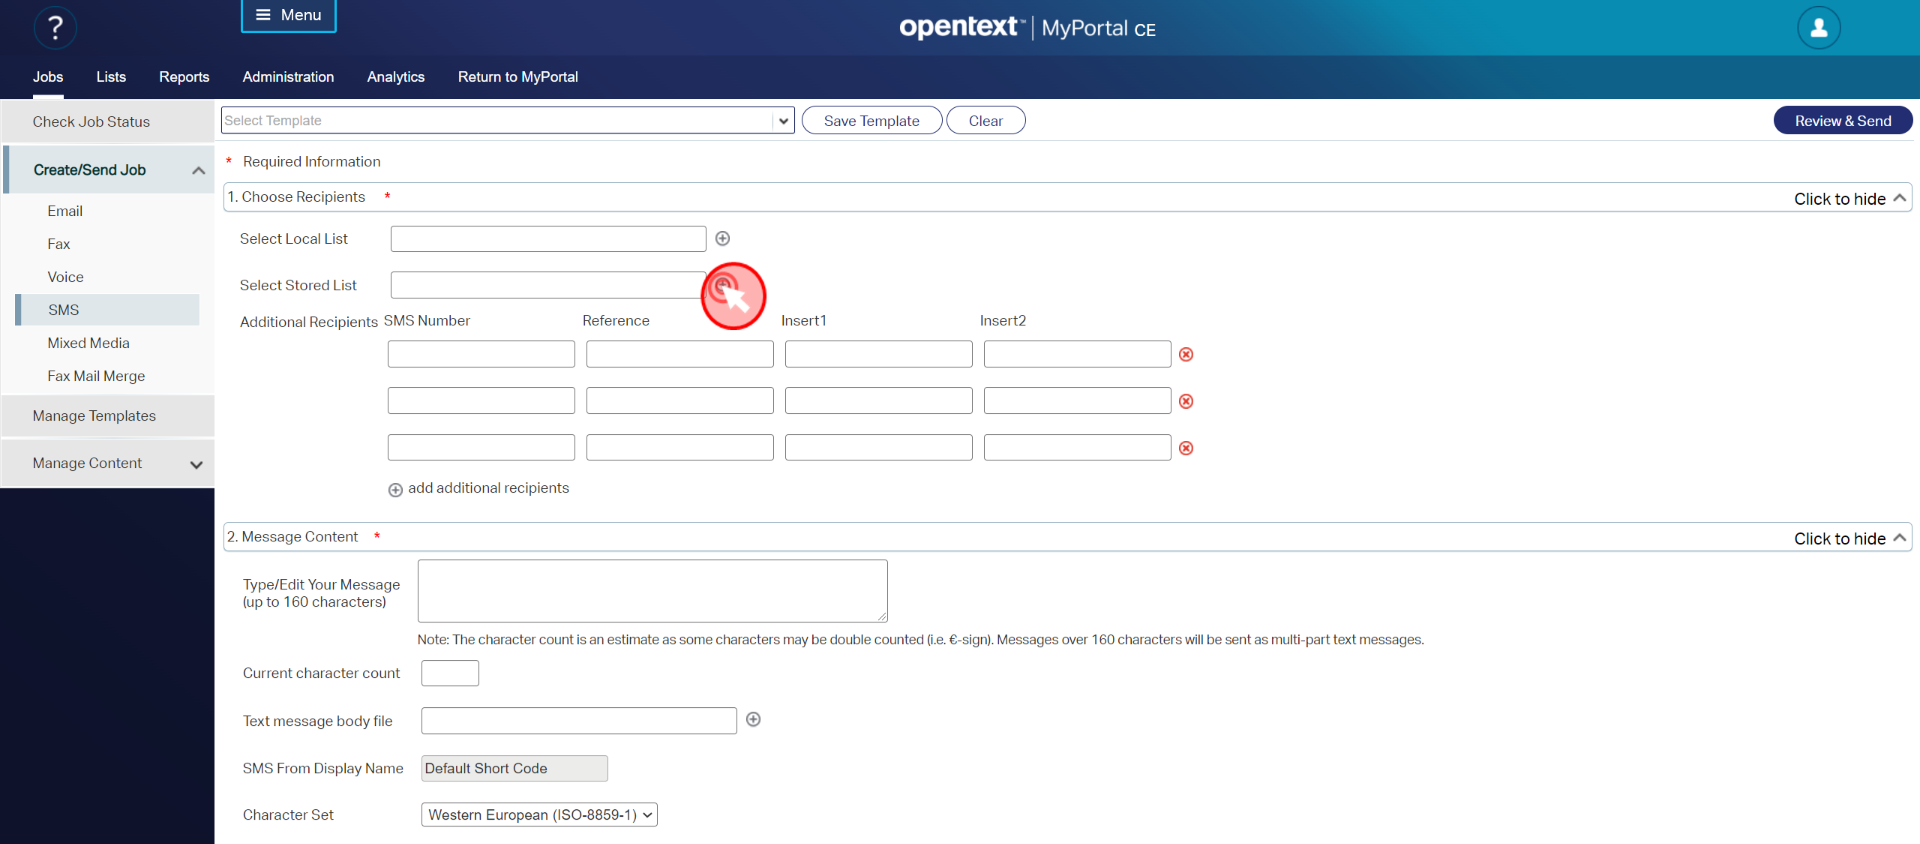 ?
Menu
opentext™ | MyPortal CE
Jobs Lists Reports Administration Analytics Return to MyPortal
Check Job Status
Select Template Save Template Clear Review & Send
* Required Information
Create/Send Job
1. Choose Recipients * Click to hide
Email
Select Local List
Fax
Voice
Select Stored List
SMS
Additional Recipients SMS Number Reference Insert1 Insert2
Mixed Media
Fax Mail Merge
Manage Templates
Manage Content
add additional recipients
2. Message Content * Click to hide
Type/Edit Your Message
(up to 160 characters)
Note: The character count is an estimate as some characters may be double counted (i.e. €-sign). Messages over 160 characters will be sent as multi-part text messages.
Current character count
Text message body file
SMS From Display Name Default Short Code
Character Set Western European (ISO-8859-1)